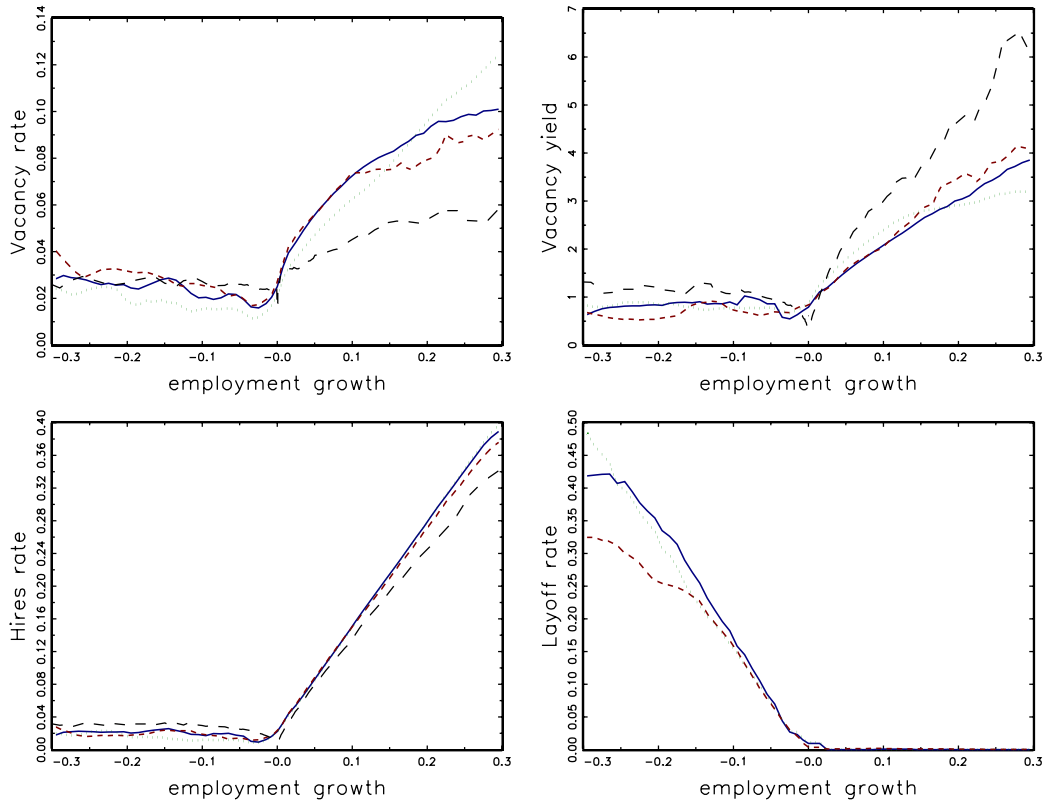 Vacancy rate
0.00 0.02 0.04 0.06 0.08 0.10 0.12 0.14
-0.3 -0.2 -0.1 -0.0 0.1 0.2 0.3
employment growth
Vacancy yield
0 1 2 3 4 5 6 7
-0.3 -0.2 -0.1 -0.0 0.1 0.2 0.3
employment growth
Hires rate
0.00 0.04 0.08 0.12 0.16 0.20 0.24 0.28 0.32 0.36 0.40
-0.3 -0.2 -0.1 -0.0 0.1 0.2 0.3
employment growth
Layoff rate
0.00 0.05 0.10 0.15 0.20 0.25 0.30 0.35 0.40 0.45 0.50
-0.3 -0.2 -0.1 0.0 0.1 0.2 0.3
employment growth